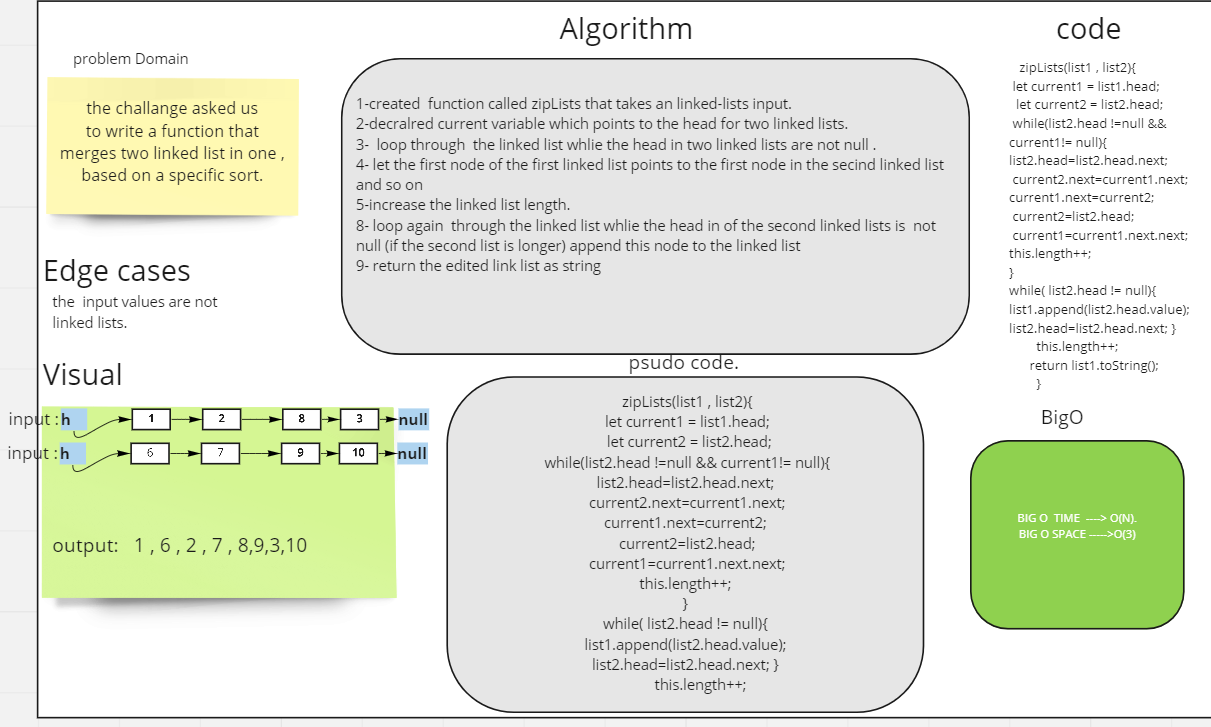 problem Domain
the challange asked us
to write a function that
merges two linked list in one ,
based on a specific sort.
Edge cases
the input values are not
linked lists.
Visual
input : h 1 2 8 3 null
input : h 6 7 9 10 null
output: 1 , 6 , 2 , 7 , 8,9,3,10
Algorithm
1-created function called zipLists that takes an linked-lists input.
2-decralred current variable which points to the head for two linked lists.
3- loop through the linked list whlie the head in two linked lists are not null .
4- let the first node of the first linked list points to the first node in the secind linked list
and so on
5-increase the linked list length.
8- loop again through the linked list whlie the head in of the second linked lists is not
null (if the second list is longer) append this node to the linked list
9- return the edited link list as string
psudo code.
zipLists(list1 , list2){
let current1 = list1.head;
let current2 = list2.head;
while(list2.head !=null && current1!= null){
list2.head=list2.head.next;
current2.next=current1.next;
current1.next=current2;
current2=list2.head;
current1=current1.next.next;
this.length++;
}
while( list2.head != null){
list1.append(list2.head.value);
list2.head=list2.head.next; }
this.length++;
code
zipLists(list1 , list2){
let current1 = list1.head;
let current2 = list2.head;
while(list2.head !=null &&
current1!= null){
list2.head=list2.head.next;
current2.next=current1.next;
current1.next=current2;
current2=list2.head;
current1=current1.next.next;
this.length++;
}
while( list2.head != null){
list1.append(list2.head.value);
list2.head=list2.head.next; }
this.length++;
return list1.toString();
}
BigO
BIG O TIME ----> O(N).
BIG O SPACE ----->O(3)